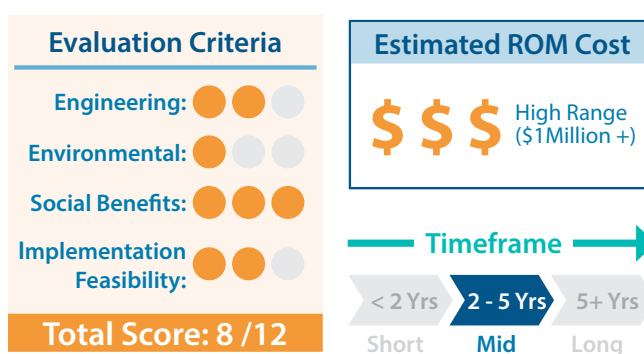 Evaluation Criteria
Engineering:
Environmental:
Social Benefits:
Implementation
Feasibility:
Total Score: 8 /12
Estimated ROM Cost
$ $ $
High Range
($1Million +)
Timeframe
< 2 Yrs
2 - 5 Yrs
5+ Yrs
Short
Mid
Long